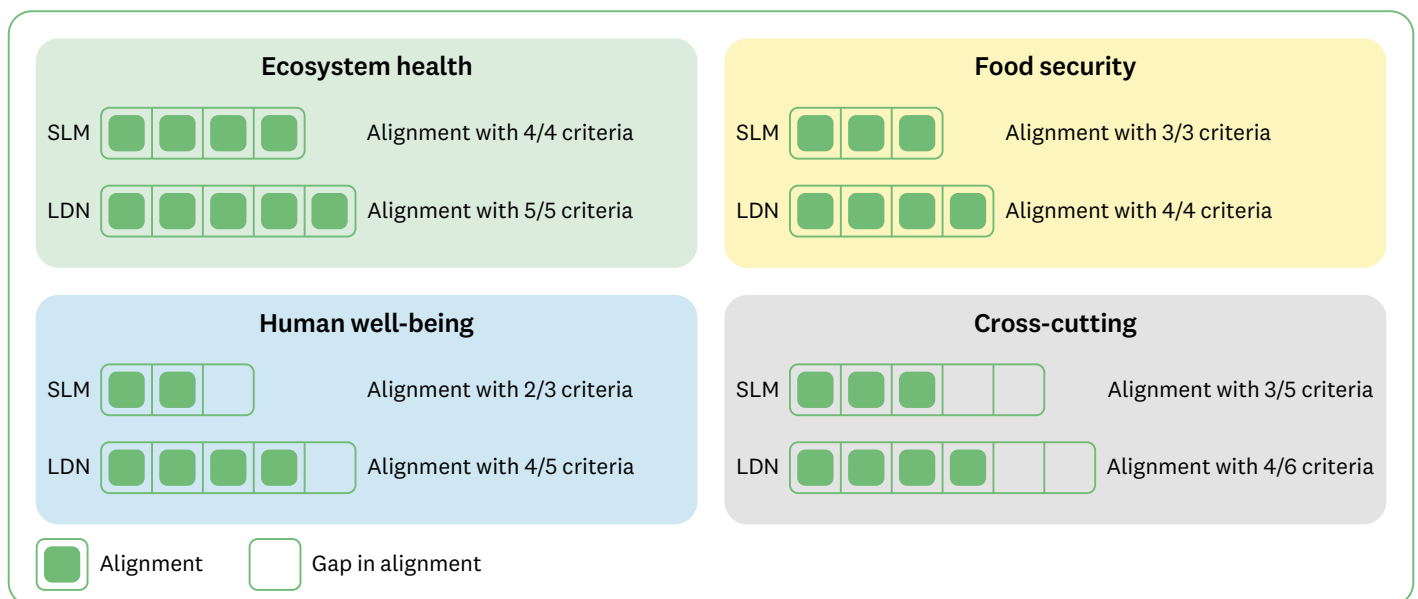 Ecosystem health
SLM Alignment with 4/4 criteria
LDN Alignment with 5/5 criteria
Food security
SLM Alignment with 3/3 criteria
LDN Alignment with 4/4 criteria
Human well-being
SLM Alignment with 2/3 criteria
LDN Alignment with 4/5 criteria
Cross-cutting
SLM Alignment with 3/5 criteria
LDN Alignment with 4/6 criteria
Alignment
Gap in alignment